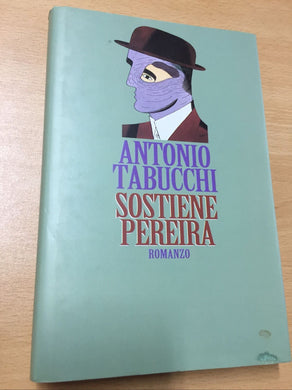 ANTONIO
TABUCCHI
SOSTIENE
PEREIRA
ROMANZO